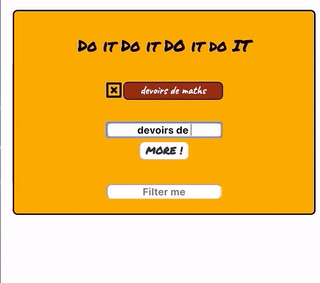 DO IT DO IT DO IT DO IT
devoirs de maths
devoirs de
MORE !
Filter me